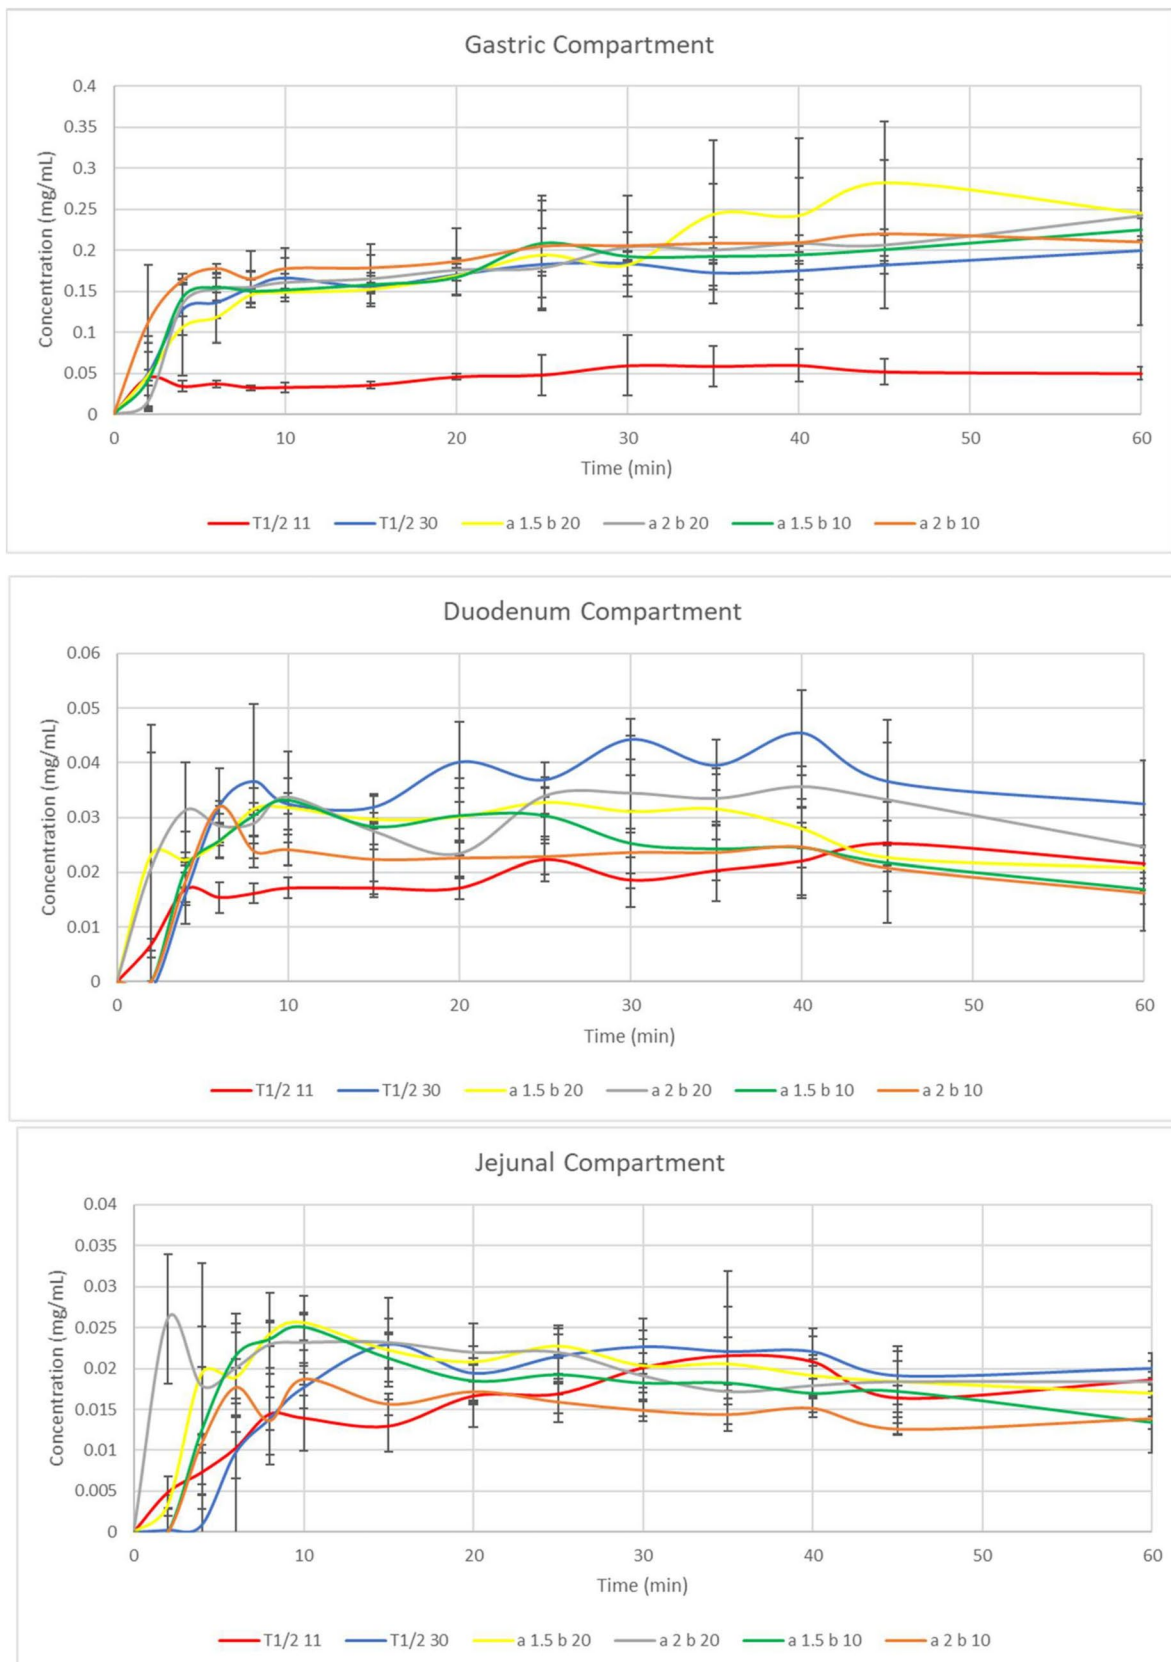 Gastric Compartment
0.4
0.35
0.3
0.25
0.2
0.15
0.1
0.05
0
Concentration (mg/mL)
0 10 20 30 40 50 60
Time (min)
T1/2 11 T1/2 30 a 1.5 b 20 a 2 b 20 a 1.5 b 10 a 2 b 10
Duodenum Compartment
0.06
0.05
0.04
0.03
0.02
0.01
0
Concentration (mg/mL)
0 10 20 30 40 50 60
Time (min)
T1/2 11 T1/2 30 a 1.5 b 20 a 2 b 20 a 1.5 b 10 a 2 b 10
Jejunal Compartment
0.04
0.035
0.03
0.025
0.02
0.015
0.01
0.005
0
Concentration (mg/mL)
0 10 20 30 40 50 60
Time (min)
T1/2 11 T1/2 30 a 1.5 b 20 a 2 b 20 a 1.5 b 10 a 2 b 10